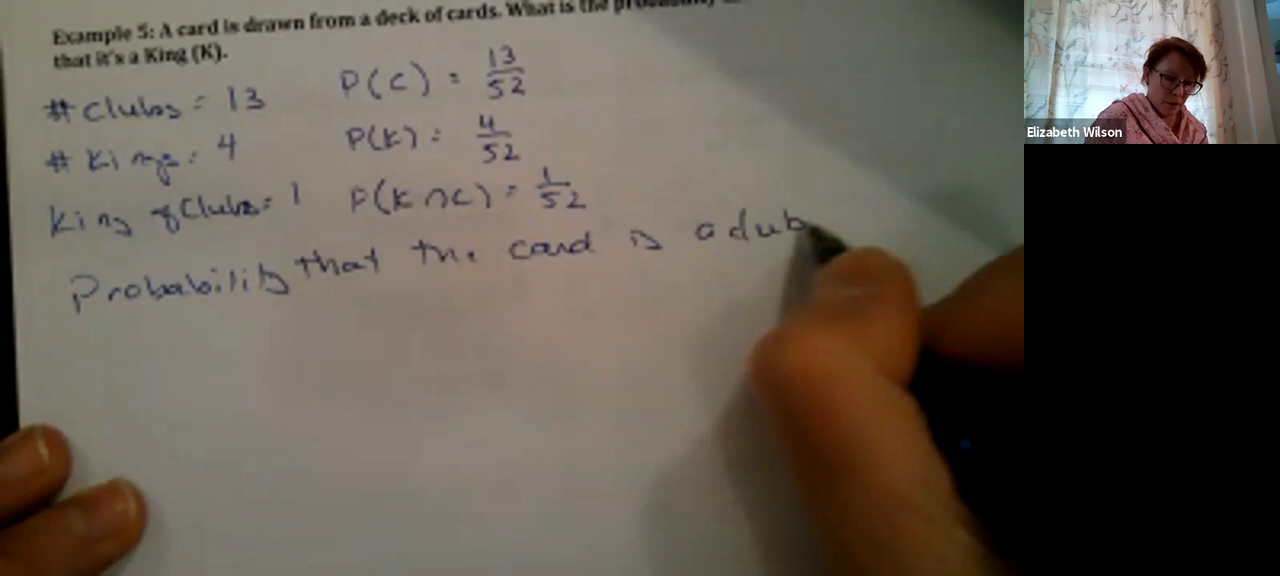 Example 5: A card is drawn from a deck of cards. What is the
that it's a King (K).
# Clubs = 13 P(C) = 13/52
# Kings = 4 P(K) = 4/52
King of Clubs = 1 P(K ∩ C) = 1/52
Probability that the card is a club
Elizabeth Wilson